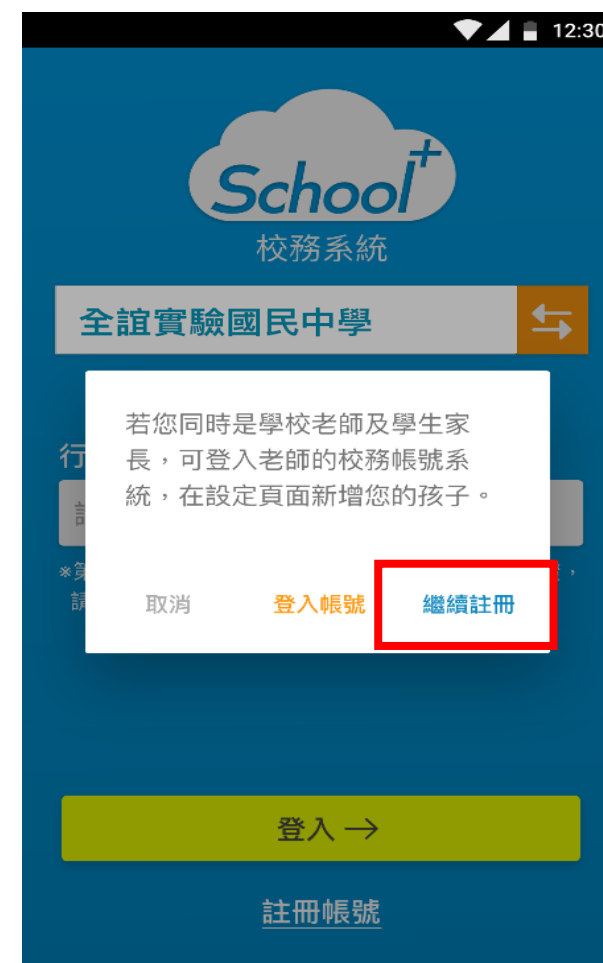 12:30
School+
校務系統
全誼實驗國民中學
若您同時是學校老師及學生家
長，可登入老師的校務帳號系
統，在設定頁面新增您的孩子。
行
※第
請
取消 登入帳號 繼續註冊
登入 →
註冊帳號